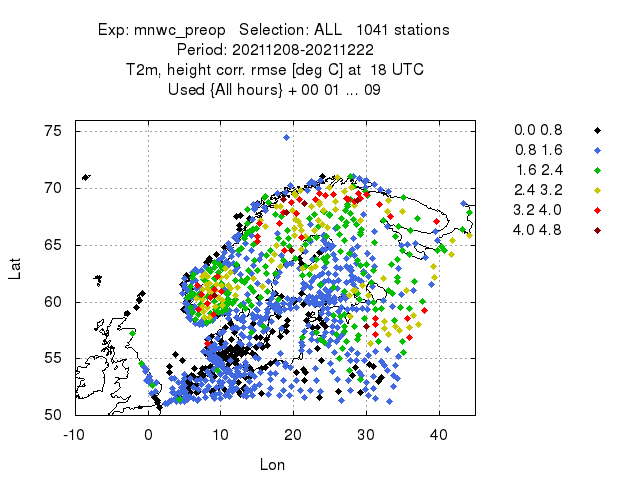 Exp: mnwc_preop   Selection: ALL   1041 stations
Period: 20211208-20211222
T2m, height corr. rmse [deg C] at  18 UTC
Used {All hours} + 00 01 ... 09
0.0 0.8
0.8 1.6
1.6 2.4
2.4 3.2
3.2 4.0
4.0 4.8
75
70
65
60
55
50
Lat
-10 0 10 20 30 40
Lon